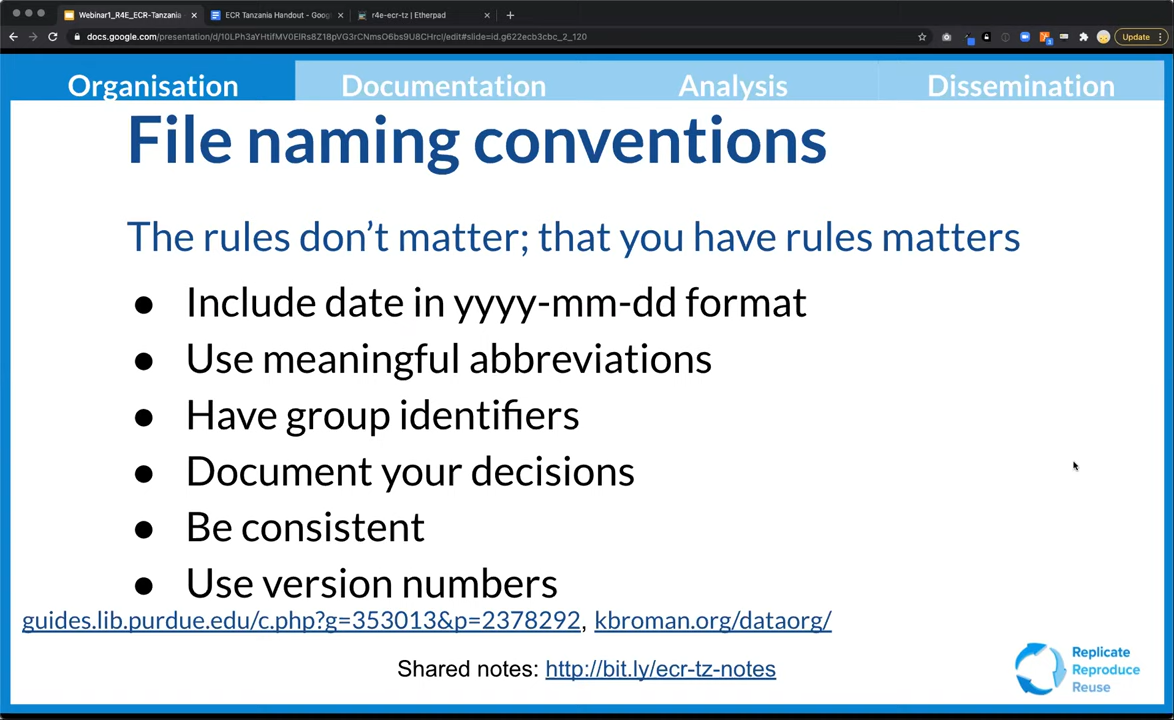 Webinar1_R4E_ECR-Tanzania
ECR Tanzania Handout - Goog
r4e-ecr-tz | Etherpad
docs.google.com/presentation/d/10LPh3aYHtifMV0EIRs8Z18pVG3rCNmsO6bs9U8CHrcI/edit#slide=id.g622ecb3cbc_2_120
Update
Organisation
Documentation
Analysis
Dissemination
File naming conventions
The rules don’t matter; that you have rules matters
● Include date in yyyy-mm-dd format
● Use meaningful abbreviations
● Have group identifiers
● Document your decisions
● Be consistent
● Use version numbers
guides.lib.purdue.edu/c.php?g=353013&p=2378292, kbroman.org/dataorg/
Shared notes: http://bit.ly/ecr-tz-notes
Replicate
Reproduce
Reuse